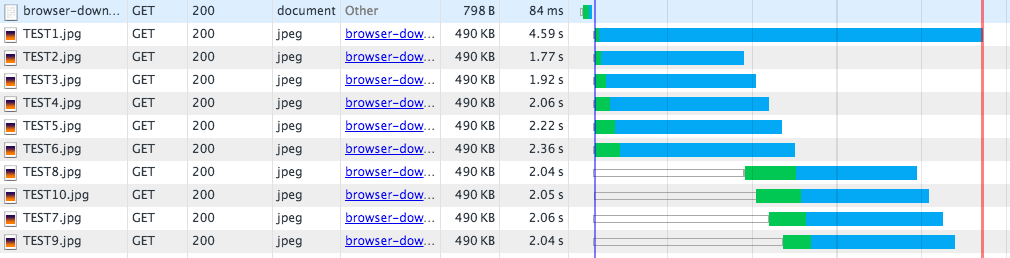 browser-down... GET 200 document Other 798 B 84 ms
TEST1.jpg GET 200 jpeg browser-dow... 490 KB 4.59 s
TEST2.jpg GET 200 jpeg browser-dow... 490 KB 1.77 s
TEST3.jpg GET 200 jpeg browser-dow... 490 KB 1.92 s
TEST4.jpg GET 200 jpeg browser-dow... 490 KB 2.06 s
TEST5.jpg GET 200 jpeg browser-dow... 490 KB 2.22 s
TEST6.jpg GET 200 jpeg browser-dow... 490 KB 2.36 s
TEST8.jpg GET 200 jpeg browser-dow... 490 KB 2.04 s
TEST10.jpg GET 200 jpeg browser-dow... 490 KB 2.05 s
TEST7.jpg GET 200 jpeg browser-dow... 490 KB 2.06 s
TEST9.jpg GET 200 jpeg browser-dow... 490 KB 2.04 s